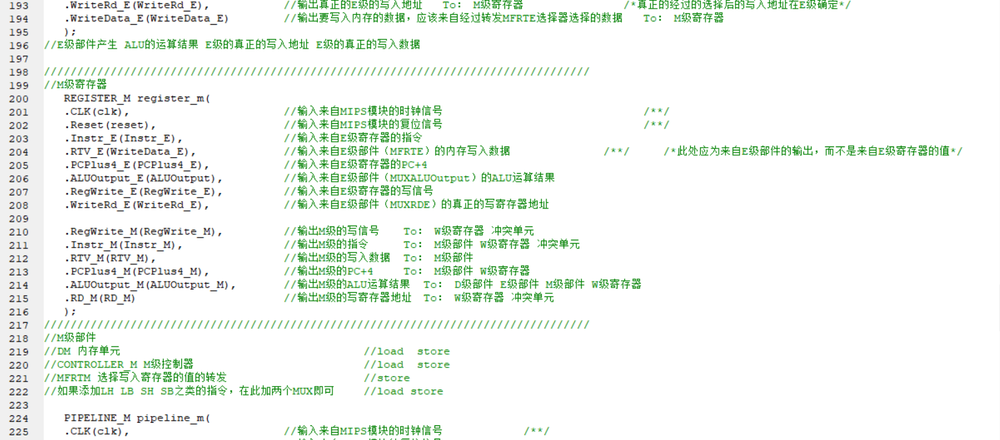 193 .WriteRd_E(WriteRd_E), //输出真正的E级的写入地址 To: M级寄存器 /*真正的经过的选择后的写入地址在E级确定*/
194 .WriteData_E(WriteData_E) //输出要写入内存的数据，应该来自经过转发MFRTE选择器选择的数据 To: M级寄存器
195 );
196 //E级部件产生 ALU的运算结果 E级的真正的写入地址 E级的真正的写入数据
197
198 //////////////////////////////////////////////////////////////////////////////////
199 //M级寄存器
200 REGISTER_M register_m(
201 .CLK(clk), //输入来自MIPS模块的时钟信号 /**/
202 .Reset(reset), //输入来自MIPS模块的复位信号 /**/
203 .Instr_E(Instr_E), //输入来自E级寄存器的指令
204 .RTV_E(WriteData_E), //输入来自E级部件（MFRTE）的内存写入数据 /**/ /*此处应为来自E级部件的输出，而不是来自E级寄存器的值*/
205 .PCPlus4_E(PCPlus4_E), //输入来自E级寄存器的PC+4
206 .ALUOutput_E(ALUOutput), //输入来自E级部件（MUXALUOutput）的ALU运算结果
207 .RegWrite_E(RegWrite_E), //输入来自E级寄存器的写信号
208 .WriteRd_E(WriteRd_E), //输入来自E级部件（MUXRDE）的真正的写寄存器地址
209
210 .RegWrite_M(RegWrite_M), //输出M级的写信号 To: W级寄存器 冲突单元
211 .Instr_M(Instr_M), //输出M级的指令 To: M级部件 W级寄存器 冲突单元
212 .RTV_M(RTV_M), //输出M级的写入数据 To: M级部件
213 .PCPlus4_M(PCPlus4_M), //输出M级的PC+4 To: M级部件 W级寄存器
214 .ALUOutput_M(ALUOutput_M), //输出M级的ALU运算结果 To: D级部件 E级部件 M级部件 W级寄存器
215 .RD_M(RD_M) //输出M级的写寄存器地址 To: W级寄存器 冲突单元
216 );
217 //////////////////////////////////////////////////////////////////////////////////
218 //M级部件
219 //DM 内存单元 //load store
220 //CONTROLLER_M M级控制器 //load store
221 //MFRTM 选择写入寄存器的值的转发 //store
222 //如果添加LH LB SH SB之类的指令，在此加两个MUX即可 //load store
223
224 PIPELINE_M pipeline_m(
225 .CLK(clk), //输入来自MIPS模块的时钟信号 /**/